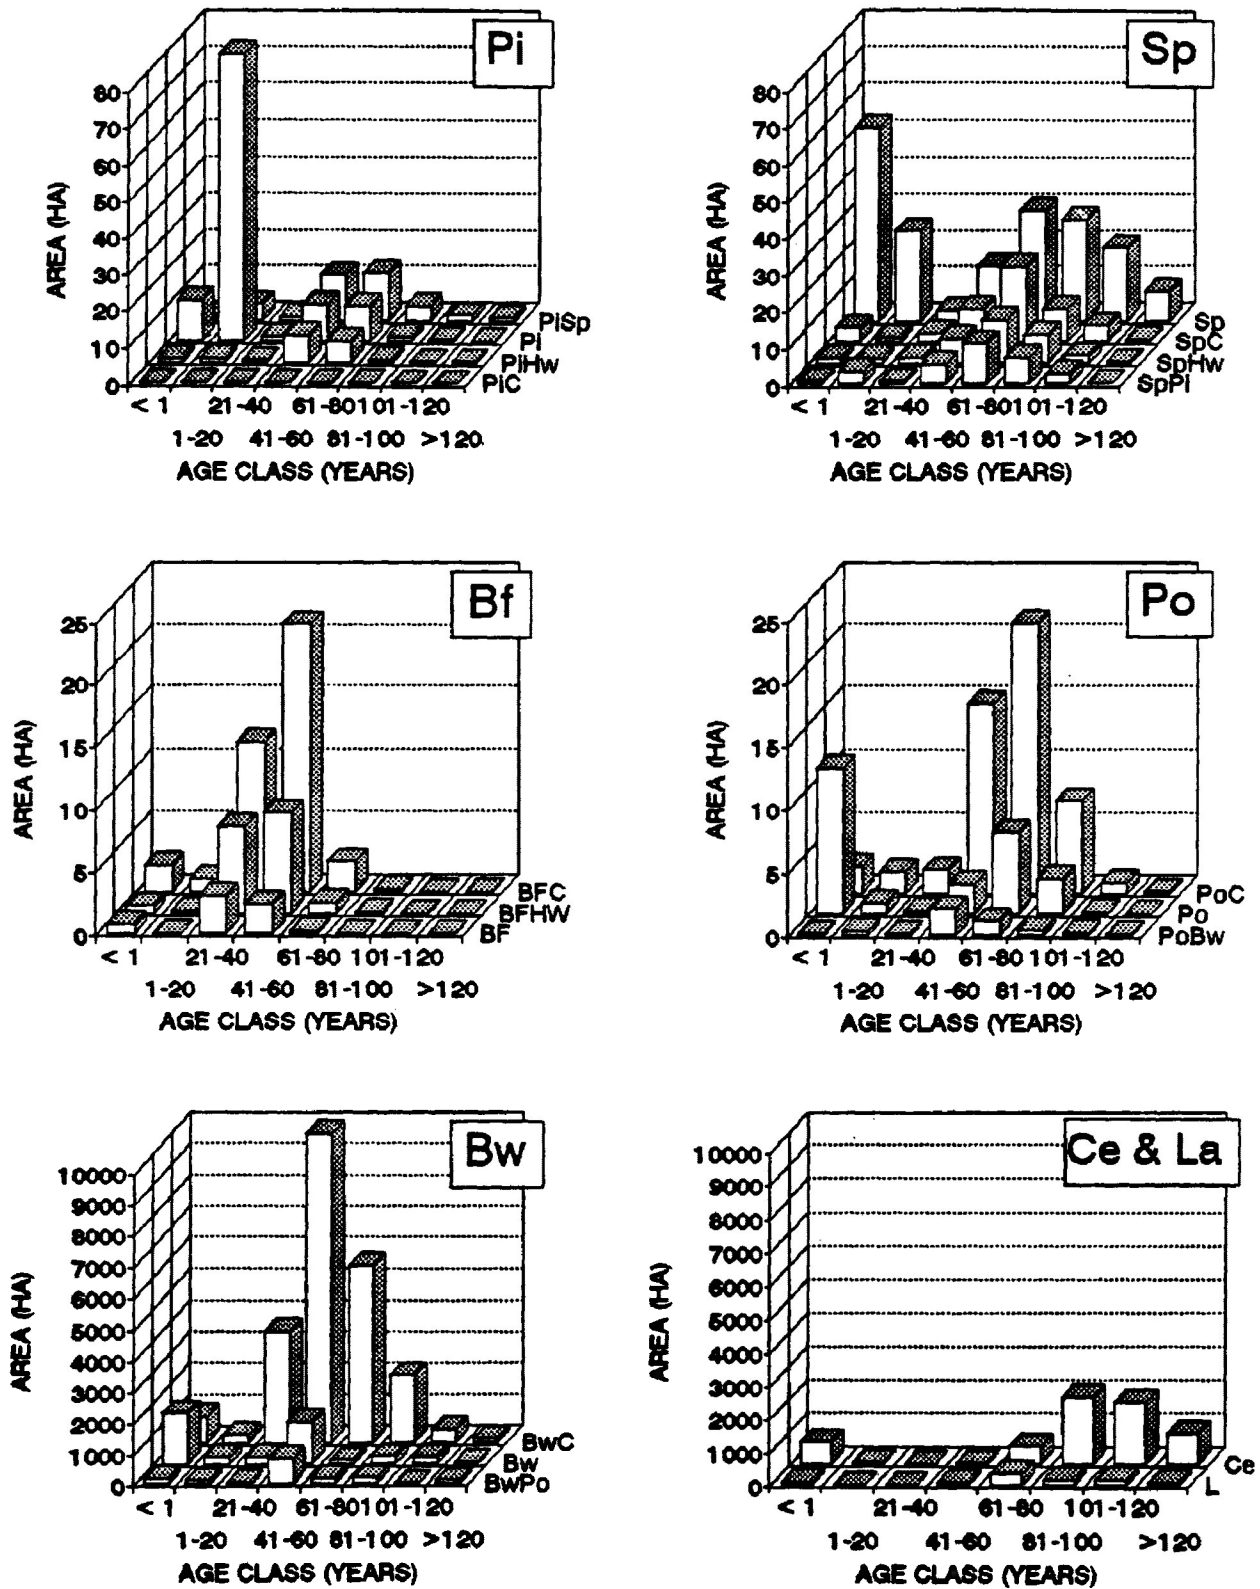 Pi
80
70
60
50
40
30
20
10
0
AREA (HA)
PiSp
Pi
PiHw
PiC
< 1 21-40 61-80 101-120
1-20 41-60 81-100 >120
AGE CLASS (YEARS)
Sp
80
70
60
50
40
30
20
10
0
AREA (HA)
Sp
SpC
SpHw
SpPi
< 1 21-40 61-80 101-120
1-20 41-60 81-100 >120
AGE CLASS (YEARS)
Bf
25
20
15
10
5
0
AREA (HA)
BFC
BFHW
BF
< 1 21-40 61-80 101-120
1-20 41-60 81-100 >120
AGE CLASS (YEARS)
Po
25
20
15
10
5
0
AREA (HA)
PoC
Po
PoBw
< 1 21-40 61-80 101-120
1-20 41-60 81-100 >120
AGE CLASS (YEARS)
Bw
10000
9000
8000
7000
6000
5000
4000
3000
2000
1000
0
AREA (HA)
BwC
Bw
BwPo
< 1 21-40 61-80 101-120
1-20 41-60 81-100 >120
AGE CLASS (YEARS)
Ce & La
10000
9000
8000
7000
6000
5000
4000
3000
2000
1000
0
AREA (HA)
Ce
L
< 1 21-40 61-80 101-120
1-20 41-60 81-100 >120
AGE CLASS (YEARS)